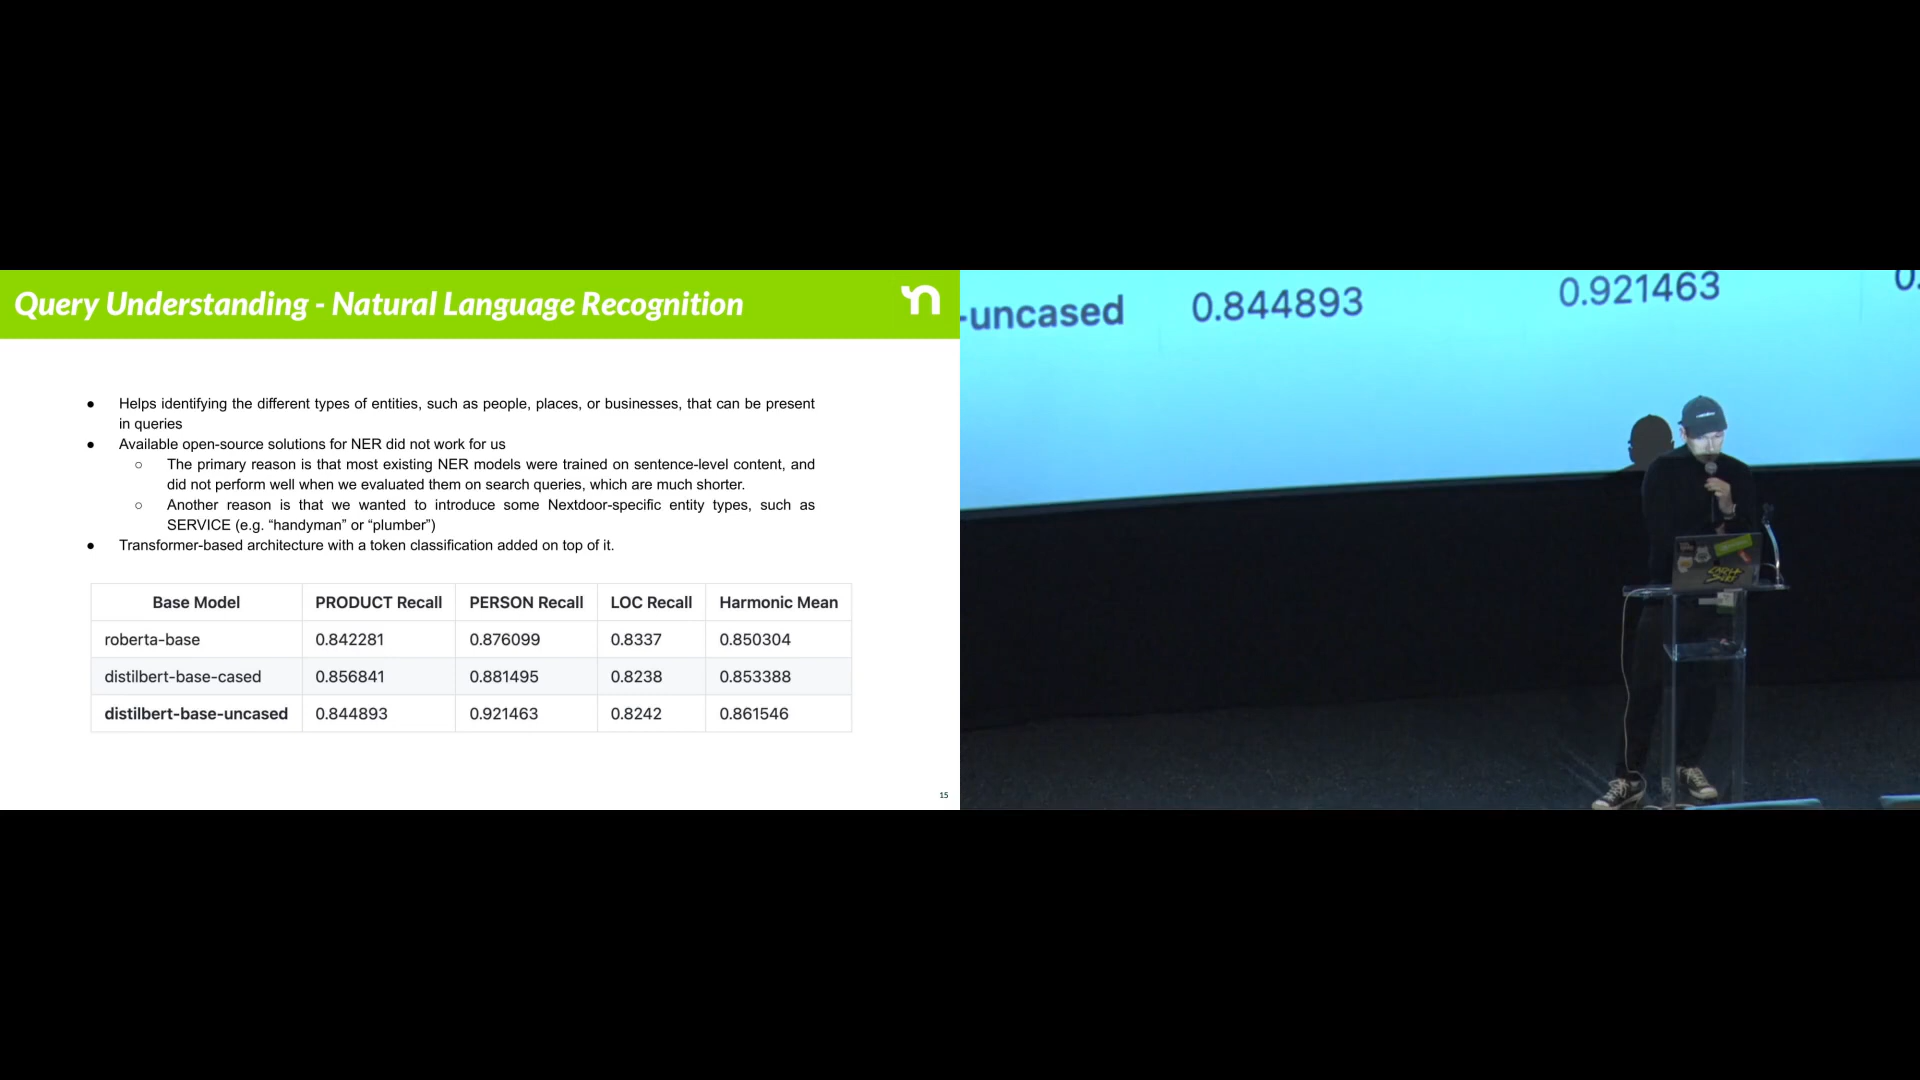 Query Understanding - Natural Language Recognition
● Helps identifying the different types of entities, such as people, places, or businesses, that can be present
in queries
● Available open-source solutions for NER did not work for us
○ The primary reason is that most existing NER models were trained on sentence-level content, and
did not perform well when we evaluated them on search queries, which are much shorter.
○ Another reason is that we wanted to introduce some Nextdoor-specific entity types, such as
SERVICE (e.g. “handyman” or “plumber”)
● Transformer-based architecture with a token classification added on top of it.
Base Model PRODUCT Recall PERSON Recall LOC Recall Harmonic Mean
roberta-base 0.842281 0.876099 0.8337 0.850304
distilbert-base-cased 0.856841 0.881495 0.8238 0.853388
distilbert-base-uncased 0.844893 0.921463 0.8242 0.861546
15
-uncased 0.844893 0.921463 0.